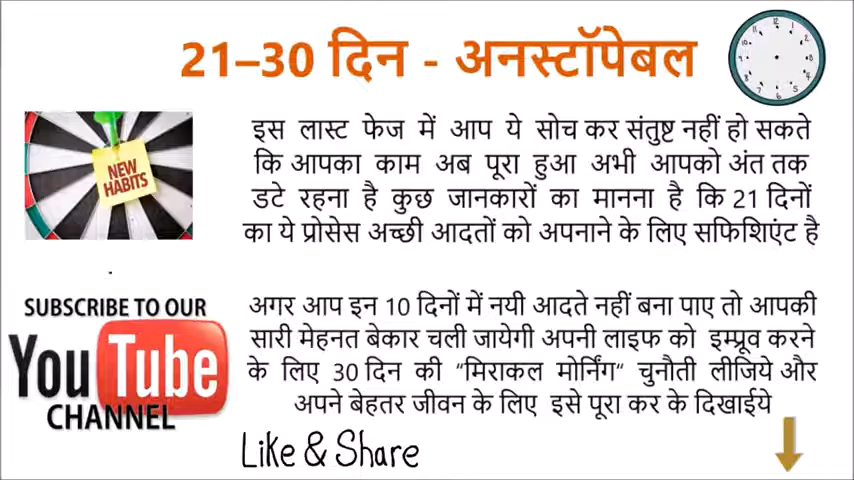 21–30 दिन - अनस्टॉपेबल
इस लास्ट फेज में आप ये सोच कर संतुष्ट नहीं हो सकते
कि आपका काम अब पूरा हुआ अभी आपको अंत तक
डटे रहना है कुछ जानकारों का मानना है कि 21 दिनों
का ये प्रोसेस अच्छी आदतों को अपनाने के लिए सफिशिएंट है
NEW
HABITS
अगर आप इन 10 दिनों में नयी आदते नहीं बना पाए तो आपकी
सारी मेहनत बेकार चली जायेगी अपनी लाइफ को इम्प्रूव करने
के लिए 30 दिन की "मिराकल मोर्निंग" चुनौती लीजिये और
अपने बेहतर जीवन के लिए इसे पूरा कर के दिखाईये
SUBSCRIBE TO OUR
YouTube
CHANNEL
Like & Share